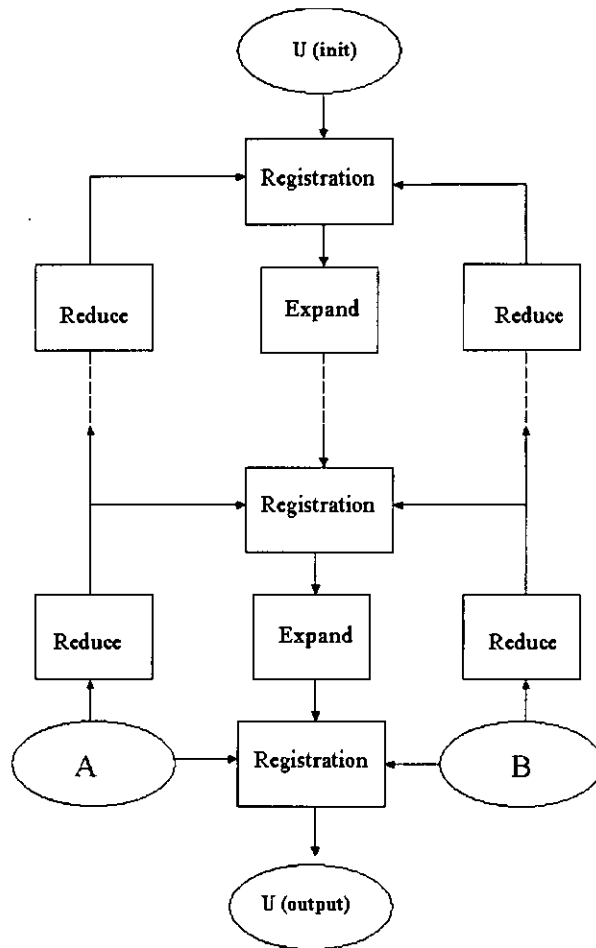 U (init)
Registration
Reduce
Expand
Reduce
Registration
Reduce
Expand
Reduce
A
Registration
B
U (output)